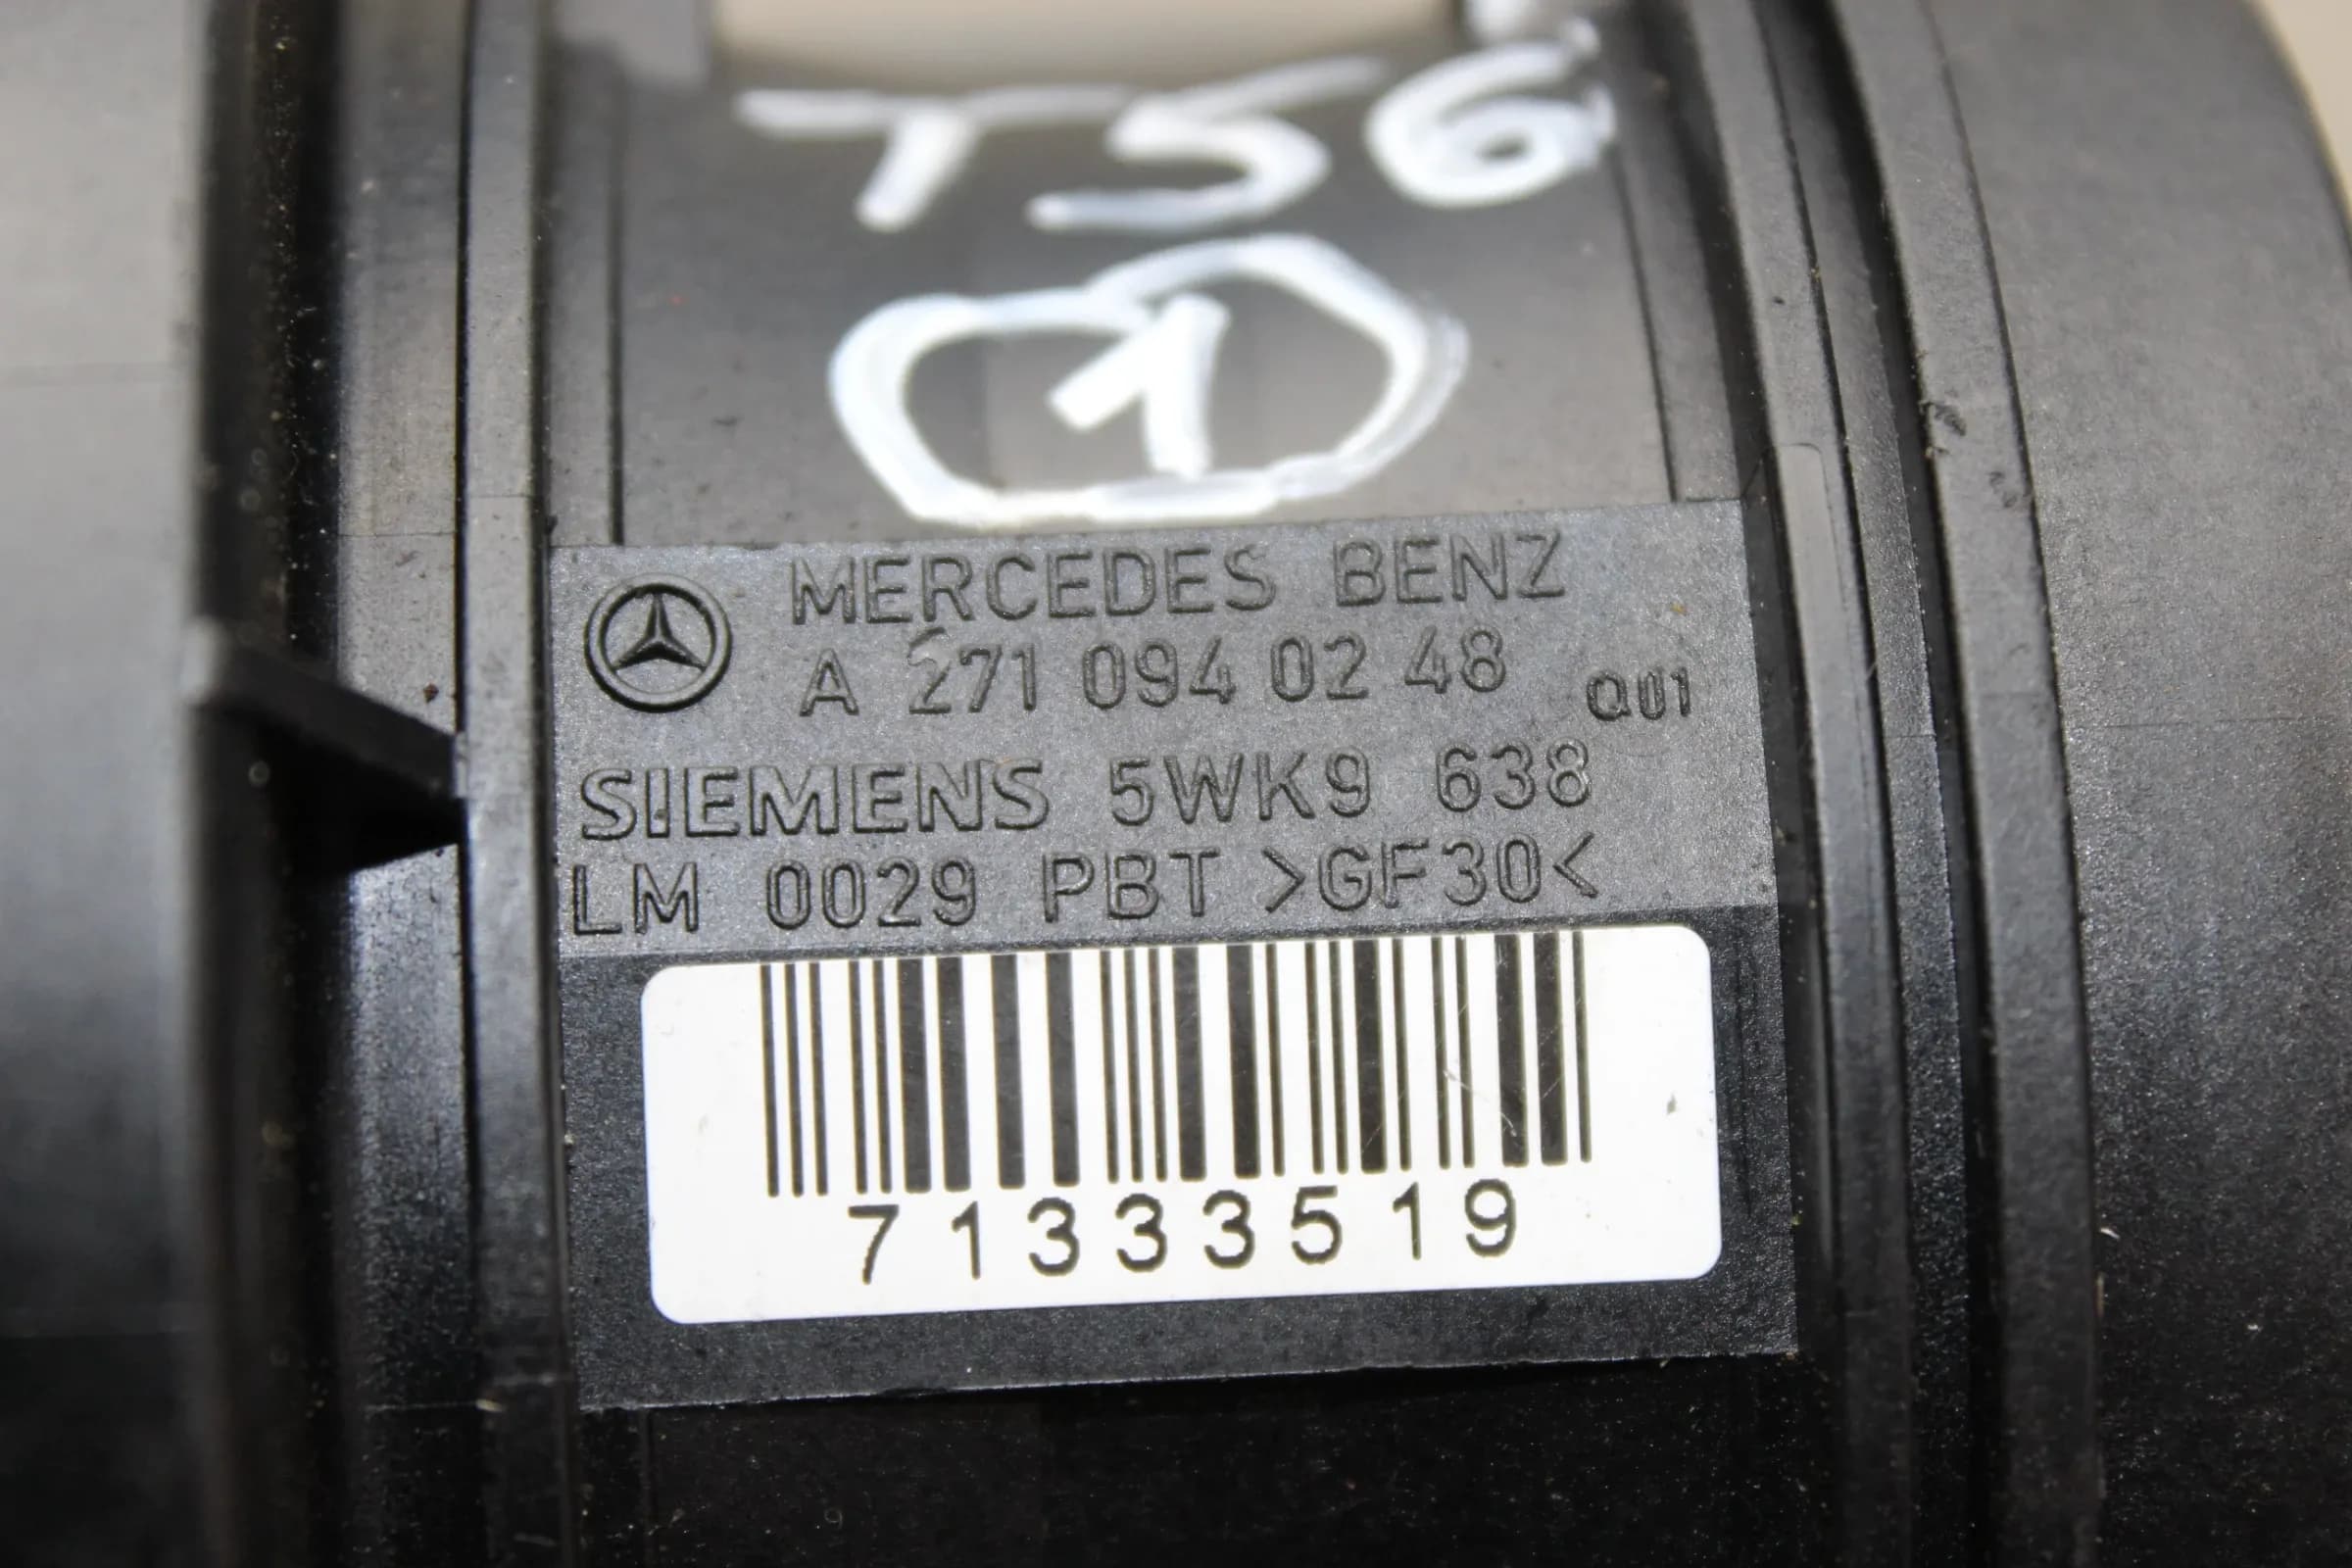 T56
1
MERCEDES BENZ
A 271 094 02 48 Q01
SIEMENS 5WK9 638
LM 0029 PBT >GF30<
71333519